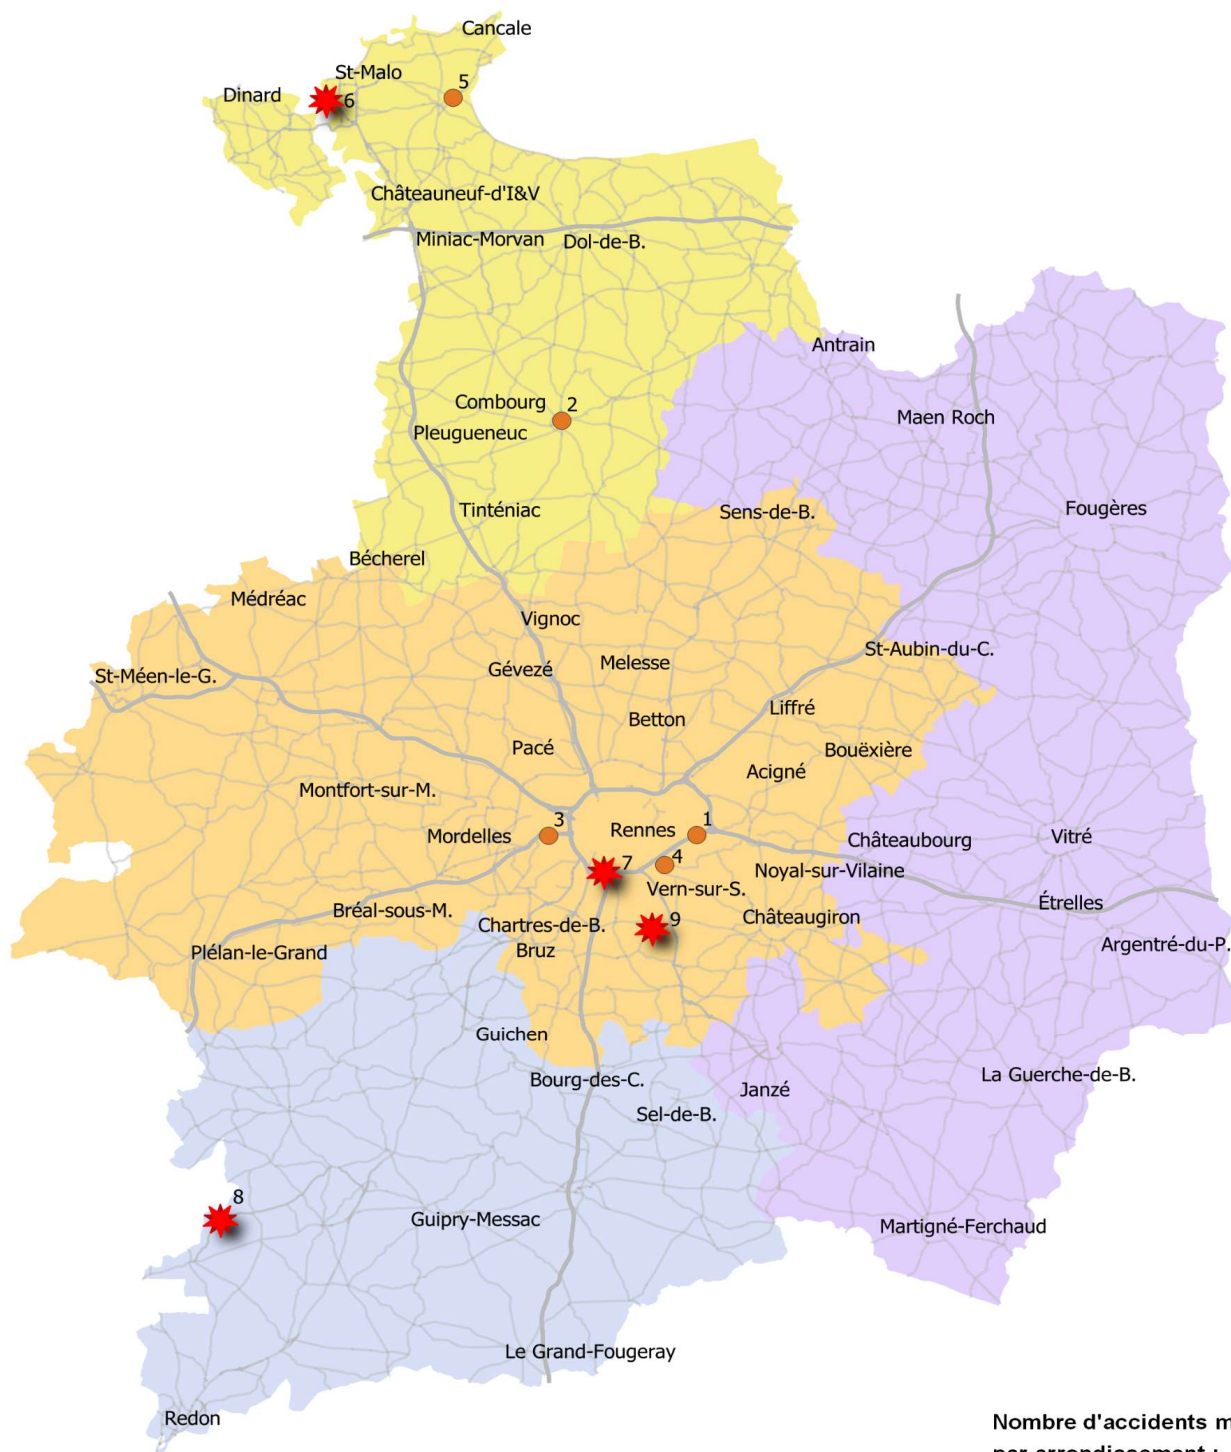 Cancale
St-Malo
5
Dinard
6
Châteauneuf-d'I&V
Miniac-Morvan
Dol-de-B.
Antrain
Combourg
2
Maen Roch
Pleugueneuc
Tinténiac
Sens-de-B.
Fougères
Bécherel
Médréac
Vignoc
St-Aubin-du-C.
Melesse
Gévezé
St-Méen-le-G.
Liffré
Betton
Pacé
Bouëxière
Acigné
Montfort-sur-M.
3
Rennes
1
Mordelles
Châteaubourg
Vitré
7
4
Noyal-sur-Vilaine
Vern-sur-S.
Étrelles
Bréal-sous-M.
Châteaugiron
Chartres-de-B.
9
Argentré-du-P.
Bruz
Plélan-le-Grand
Guichen
La Guerche-de-B.
Bourg-des-C.
Janzé
Sel-de-B.
8
Guipry-Messac
Martigné-Ferchaud
Le Grand-Fougeray
Redon
Nombre d'accidents m